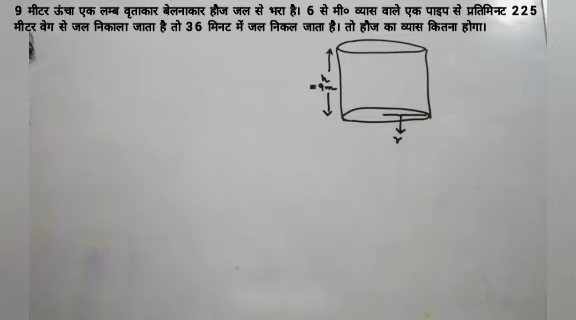 9 मीटर ऊंचा एक लम्ब वृताकार बेलनाकार हौज जल से भरा है। 6 से मी० व्यास वाले एक पाइप से प्रतिमिनट 225
मीटर वेग से जल निकाला जाता है तो 36 मिनट में जल निकल जाता है। तो हौज का व्यास कितना होगा।
h
= 9m
r